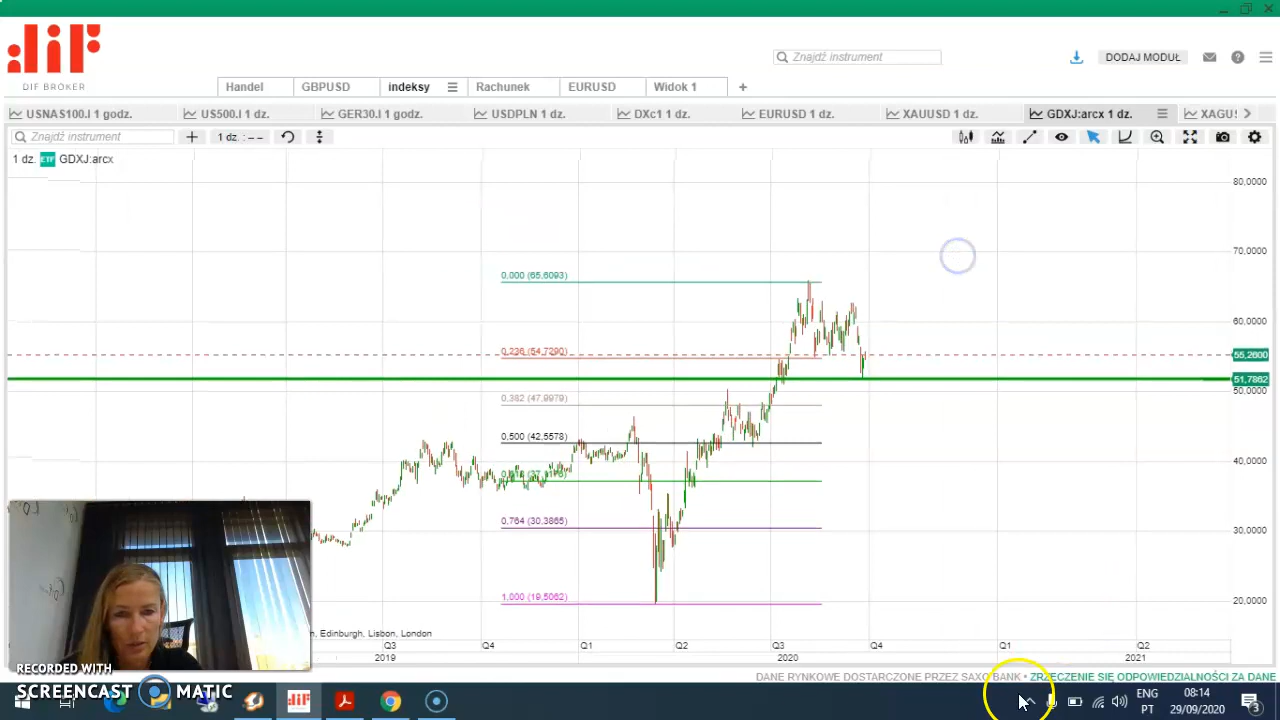 dif
DIF BROKER
Znajdź instrument
DODAJ MODUŁ
Handel
GBPUSD
indeksy
Rachunek
EURUSD
Widok 1
USNAS100.I 1 godz.
US500.I 1 dz.
GER30.I 1 godz.
USDPLN 1 dz.
DXc1 1 dz.
EURUSD 1 dz.
XAUUSD 1 dz.
GDXJ:arcx 1 dz.
XAGU
Znajdź instrument
1 dz.
1 dz. ETF GDXJ:arcx
80,0000
70,0000
0,000 (65,6093)
60,0000
0,236 (54,7290)
55,2600
51,7862
50,0000
0,382 (47,9979)
0,500 (42,5578)
40,0000
0,764 (30,3865)
30,0000
1,000 (19,5062)
20,0000
Edinburgh, Lisbon, London
Q3
Q4
Q1
Q2
Q3
Q4
Q1
Q2
2019
2020
2021
DANE RYNKOWE DOSTARCZONE PRZEZ SAXO BANK • ZRZECZENIE SIĘ ODPOWIEDZIALNOŚCI ZA DANE
RECORDED WITH
SCREENCAST MATIC
ENG
PT
08:14
29/09/2020
3